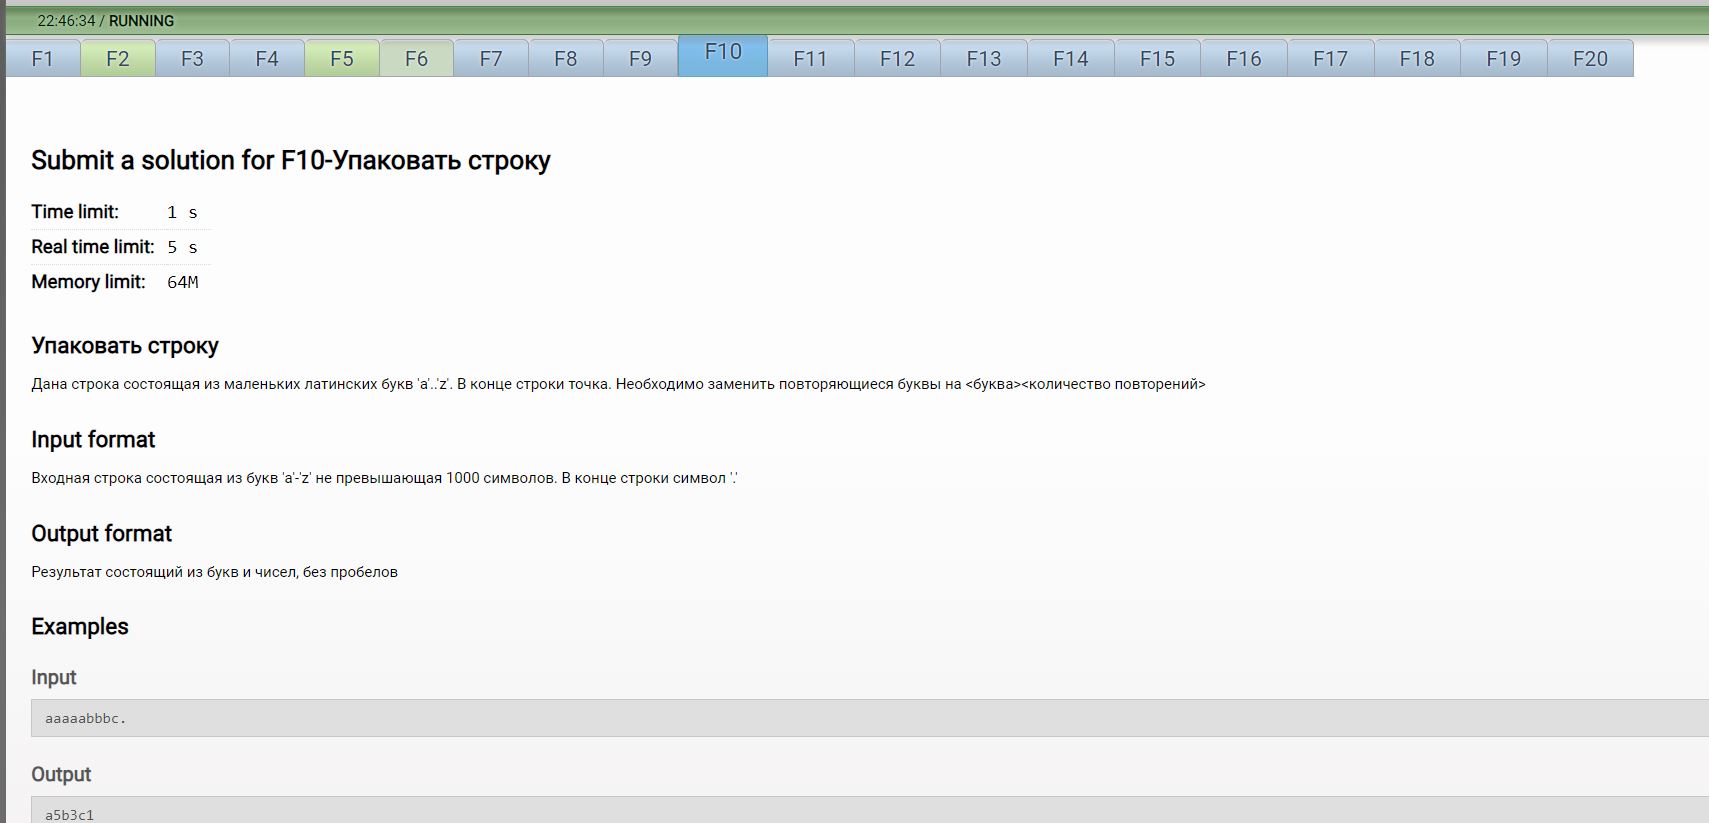 22:46:34 / RUNNING
F1 F2 F3 F4 F5 F6 F7 F8 F9 F10 F11 F12 F13 F14 F15 F16 F17 F18 F19 F20
Submit a solution for F10-Упаковать строку
Time limit: 1 s
Real time limit: 5 s
Memory limit: 64M
Упаковать строку
Дана строка состоящая из маленьких латинских букв 'a'..'z'. В конце строки точка. Необходимо заменить повторяющиеся буквы на <буква><количество повторений>
Input format
Входная строка состоящая из букв 'a'-'z' не превышающая 1000 символов. В конце строки символ '.'
Output format
Результат состоящий из букв и чисел, без пробелов
Examples
Input
aaaaabbbc.
Output
a5b3c1